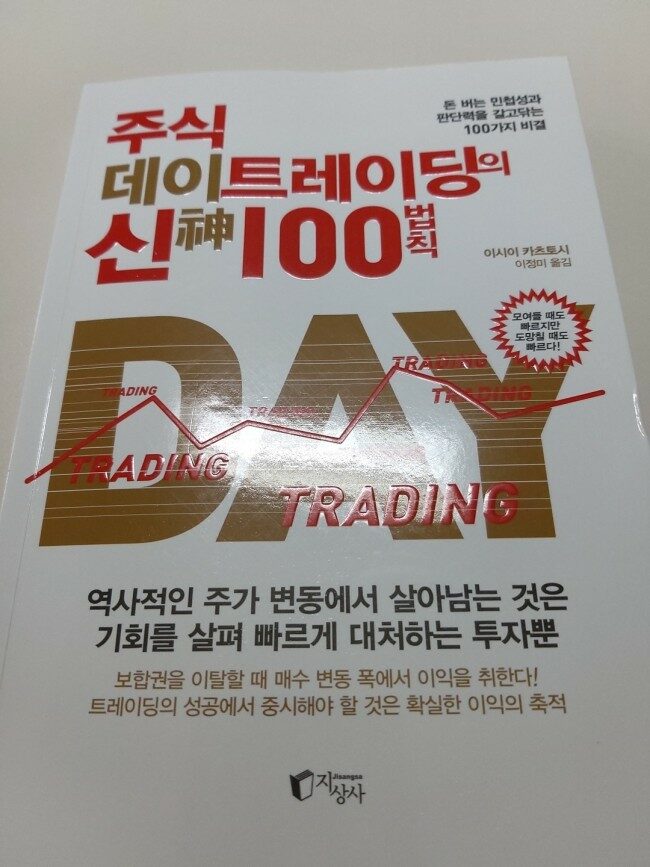 돈 버는 민첩성과
판단력을 갈고닦는
100가지 비결
주식
데이트레이딩의
신神100법칙
이시이 카츠토시
이정미 옮김
모여들 때도
빠르지만
도망칠 때도
빠르다!
DAY
TRADING
TRADING
TRADING
TRADING
TRADING
TRADING
역사적인 주가 변동에서 살아남는 것은
기회를 살펴 빠르게 대처하는 투자뿐
보합권을 이탈할 때 매수 변동 폭에서 이익을 취한다!
트레이딩의 성공에서 중시해야 할 것은 확실한 이익의 축적
Jisangsa
지상사